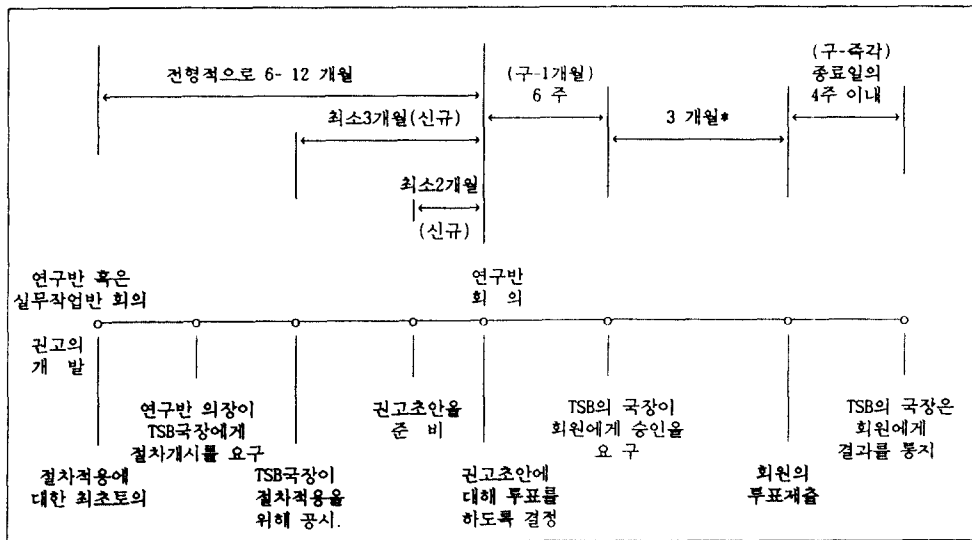 전형적으로 6- 12 개월
(구-1개월)
6 주
(구-즉각)
종료일의
4주 이내
3 개월*
최소3개월(신규)
최소2개월
(신규)
연구반 혹은
실무작업반 회의
연구반
회 의
권고의
개 발
연구반 의장이
TSB국장에게
절차개시를 요구
권고초안을
준 비
TSB의 국장이
회원에게 승인을
요 구
TSB의 국장은
회원에게
결과를 통지
절차적용에
대한 최초토의
TSB국장이
절차적용을
위해 공시.
권고초안에
대해 투표를
하도록 결정
회원의
투표제출